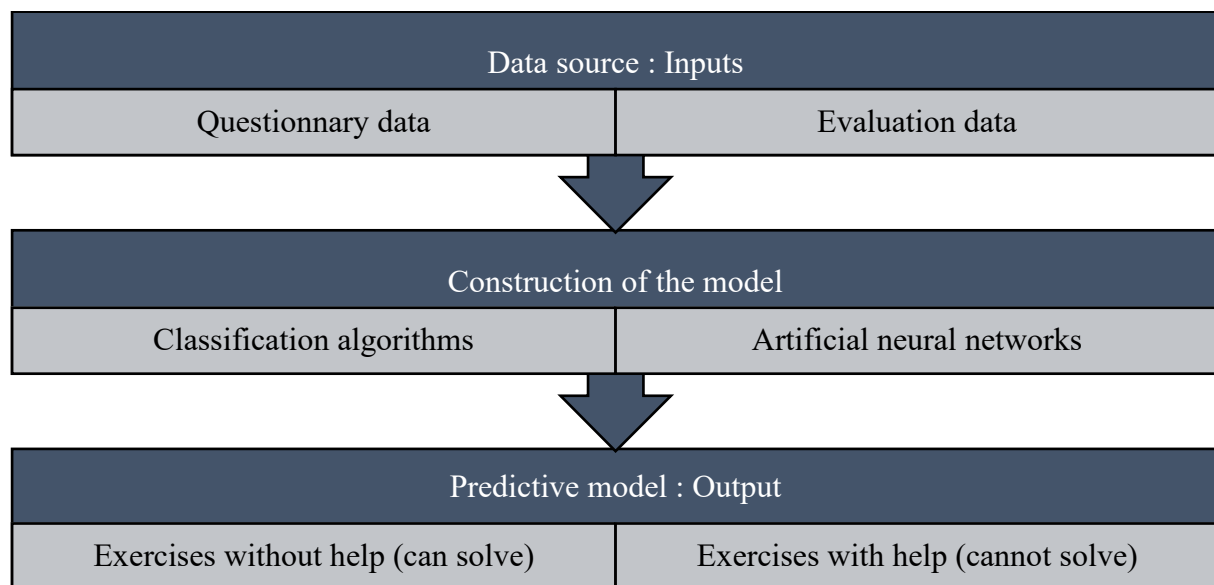 Data source : Inputs
Questionnary data
Evaluation data
Construction of the model
Classification algorithms
Artificial neural networks
Predictive model : Output
Exercises without help (can solve)
Exercises with help (cannot solve)